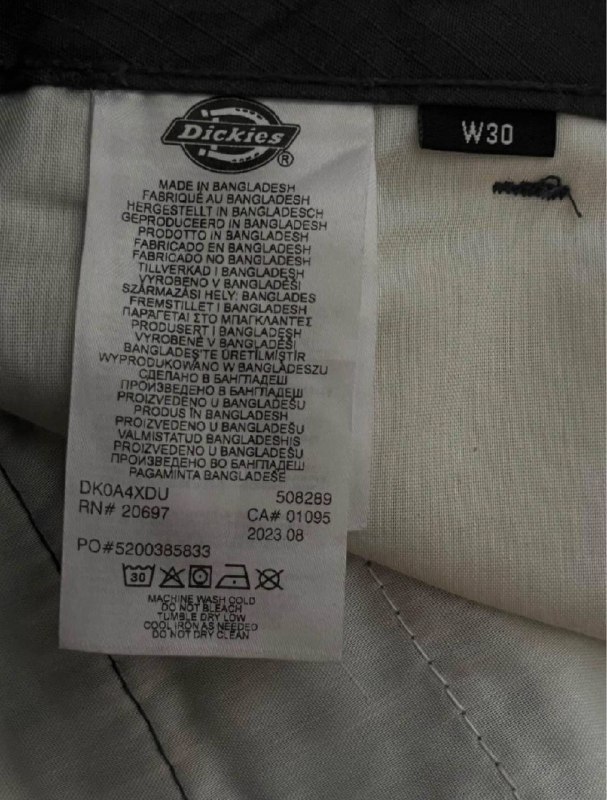 Dickies®
W30
MADE IN BANGLADESH
FABRIQUÉ AU BANGLADESH
HERGESTELLT IN BANGLADESCH
GEPRODUCEERD IN BANGLADESH
PRODOTTO IN BANGLADESH
FABRICADO EN BANGLADESH
FABRICADO NO BANGLADESH
TILLVERKAD I BANGLADESH
VYROBENO V BANGLADÉŠI
SZÁRMAZÁSI HELY: BANGLADES
FREMSTILLET I BANGLADESH
ΠΑΡΑΓΕΤΑΙ ΣΤΟ ΜΠΑΓΚΛΑΝΤΕΣ
PRODUSERT I BANGLADESH
VYROBENÉ V BANGLADÉŠI
BANGLADEŞ'TE ÜRETİLMİŞTİR
WYPRODUKOWANO W BANGLADESZU
СДЕЛАНО В БАНГЛАДЕШ
ПРОИЗВЕДЕНО В БАНГЛАДЕШ
PROIZVEDENO U BANGLADEŠU
PRODUS ÎN BANGLADESH
PROIZVEDENO U BANGLADEŠU
VALMISTATUD BANGLADESHIS
PROIZVEDENO U BANGLADEŠU
ПРОИЗВЕДЕНО ВО БАНГЛАДЕШ
PAGAMINTA BANGLADEŠE
DK0A4XDU 508289
RN# 20697 CA# 01095
2023.08
PO#5200385833
30
MACHINE WASH COLD
DO NOT BLEACH
TUMBLE DRY LOW
COOL IRON AS NEEDED
DO NOT DRY CLEAN